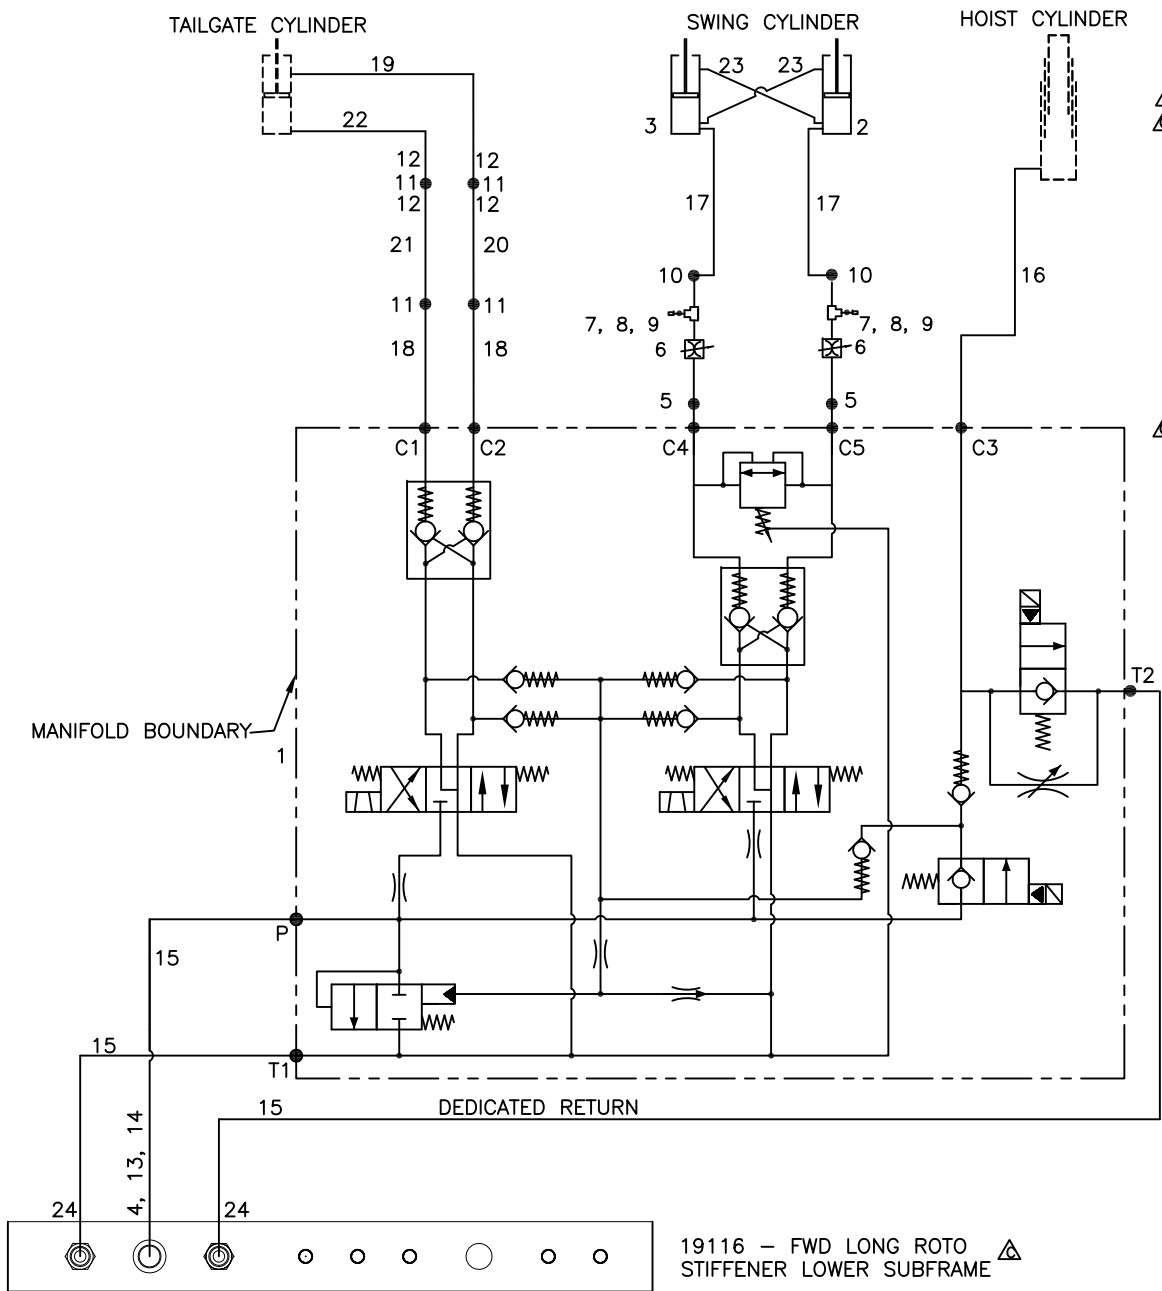 TAILGATE CYLINDER
SWING CYLINDER
HOIST CYLINDER
19
23 23
22
3
2
12 12
11 11
12 12
17 17
21 20
10 10
16
11 11
7, 8, 9 7, 8, 9
18 18
6 6
5 5
C1 C2 C4 C5 C3
T2
MANIFOLD BOUNDARY
1
P
15
15
T1
15
DEDICATED RETURN
4, 13, 14
24 24
19116 – FWD LONG ROTO C
STIFFENER LOWER SUBFRAME